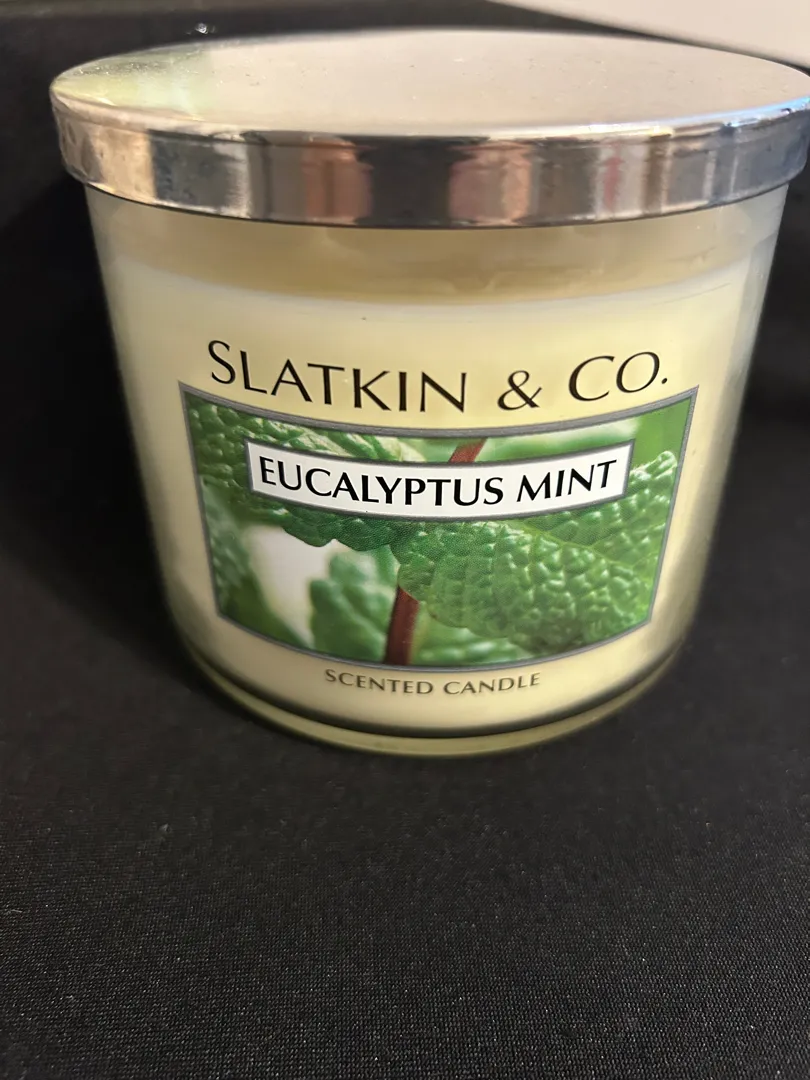 SLATKIN & CO.
EUCALYPTUS MINT
SCENTED CANDLE